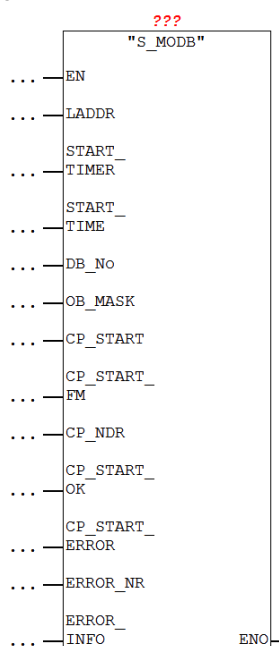 ???
"S_MODB"
... EN
... LADDR
START_
... TIMER
START_
... TIME
... DB_No
... OB_MASK
... CP_START
CP_START_
... FM
... CP_NDR
CP_START_
... OK
CP_START_
... ERROR
... ERROR_NR
ERROR_
... INFO ENO